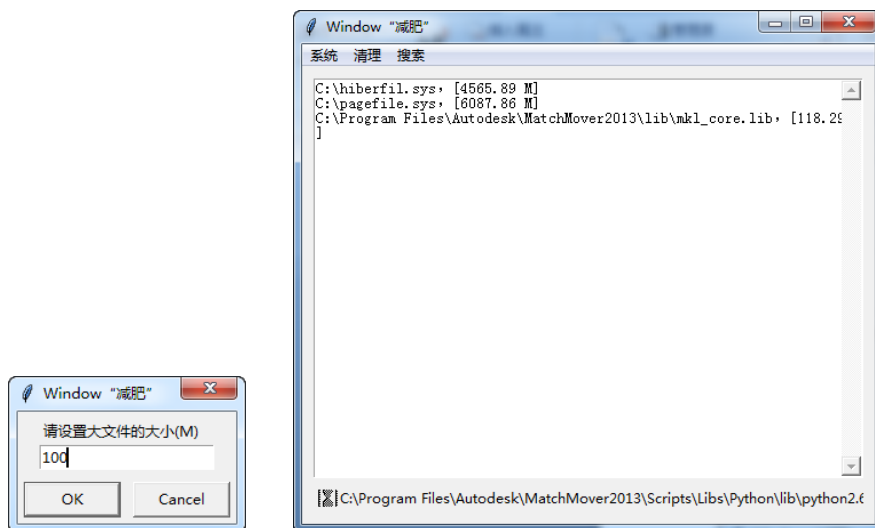 Window “减肥”
系统 清理 搜索
C:\hiberfil.sys, [4565.89 M]
C:\pagefile.sys, [6087.86 M]
C:\Program Files\Autodesk\MatchMover2013\lib\mkl_core.lib, [118.29
]
C:\Program Files\Autodesk\MatchMover2013\Scripts\Libs\Python\lib\python2.6
Window “减肥”
请设置大文件的大小(M)
100
OK Cancel